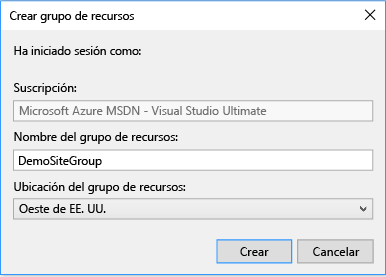 Crear grupo de recursos
Ha iniciado sesión como:
Suscripción:
Microsoft Azure MSDN - Visual Studio Ultimate
Nombre del grupo de recursos:
DemoSiteGroup
Ubicación del grupo de recursos:
Oeste de EE. UU.
Crear
Cancelar